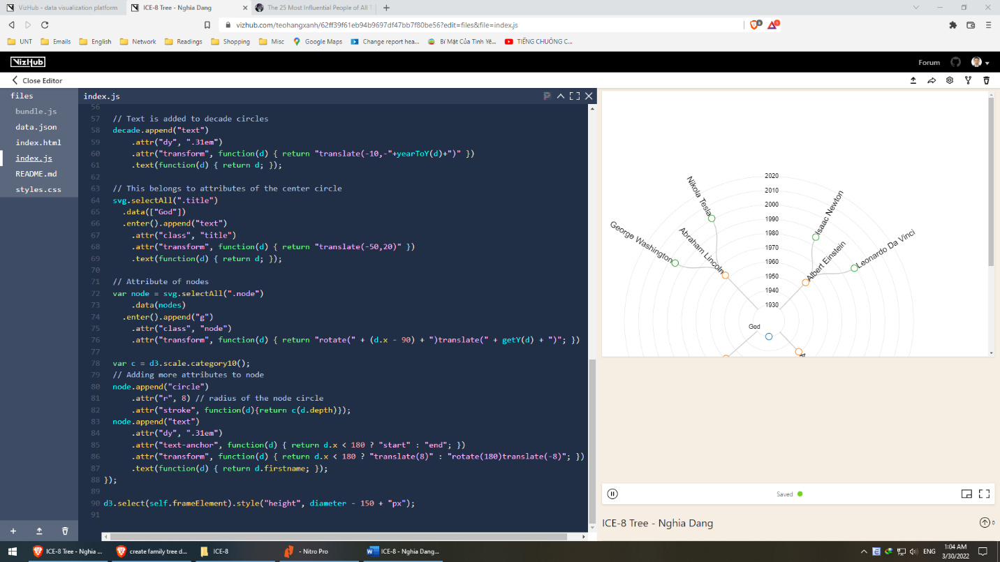 VizHub - data visualization platform
ICE-8 Tree - Nghia Dang
The 25 Most Influential People of All T
vizhub.com/teohangxanh/62ff39f61eb94b9697df47bb7f80be56?edit=files&file=index.js
UNT
Emails
English
Network
Readings
Shopping
Misc
Google Maps
Change report hea...
Bí Mật Của Tình Yê...
TIẾNG CHUÔNG C...
VizHub
Forum
Close Editor
files
bundle.js
data.json
index.html
index.js
README.md
styles.css
index.js
56
57 // Text is added to decade circles
58 decade.append("text")
59 .attr("dy", ".31em")
60 .attr("transform", function(d) { return "translate(-10,-"+yearToY(d)+")" })
61 .text(function(d) { return d; });
62
63 // This belongs to attributes of the center circle
64 svg.selectAll(".title")
65 .data(["God"])
66 .enter().append("text")
67 .attr("class", "title")
68 .attr("transform", function(d) { return "translate(-50,20)" })
69 .text(function(d) { return d; });
70
71 // Attribute of nodes
72 var node = svg.selectAll(".node")
73 .data(nodes)
74 .enter().append("g")
75 .attr("class", "node")
76 .attr("transform", function(d) { return "rotate(" + (d.x - 90) + ")translate(" + getY(d) + ")"; })
77
78 var c = d3.scale.category10();
79 // Adding more attributes to node
80 node.append("circle")
81 .attr("r", 8) // radius of the node circle
82 .attr("stroke", function(d){return c(d.depth)});
83 node.append("text")
84 .attr("dy", ".31em")
85 .attr("text-anchor", function(d) { return d.x < 180 ? "start" : "end"; })
86 .attr("transform", function(d) { return d.x < 180 ? "translate(8)" : "rotate(180)translate(-8)"; })
87 .text(function(d) { return d.firstname; });
88 });
89
90 d3.select(self.frameElement).style("height", diameter - 150 + "px");
91
2020
2010
2000
1990
1980
1970
1960
1950
1940
1930
Nikola Tesla
Isaac Newton
George Washington
Abraham Lincoln
Albert Einstein
Leonardo Da Vinci
God
Saved
ICE-8 Tree - Nghia Dang
0
ICE-8 Tree - Nghia ...
create family tree d...
ICE-8
- Nitro Pro
ICE-8 - Nghia Dang...
ENG
1:04 AM
3/30/2022